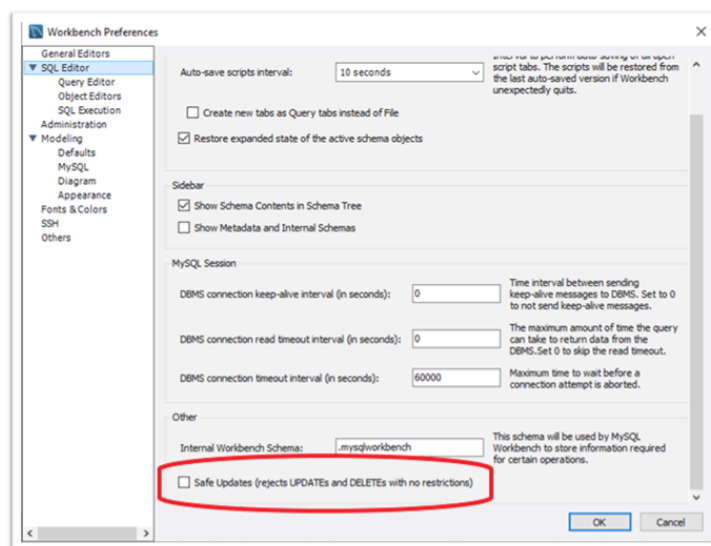 Workbench Preferences
General Editors
SQL Editor
Query Editor
Object Editors
SQL Execution
Administration
Modeling
Defaults
MySQL
Diagram
Appearance
Fonts & Colors
SSH
Others
Interval to perform auto-saving of all open
script tabs. The scripts will be restored from
the last auto-saved version if Workbench
unexpectedly quits.
Auto-save scripts interval:
10 seconds
Create new tabs as Query tabs instead of File
Restore expanded state of the active schema objects
Sidebar
Show Schema Contents in Schema Tree
Show Metadata and Internal Schemas
MySQL Session
DBMS connection keep-alive interval (in seconds):
0
Time interval between sending
keep-alive messages to DBMS. Set to 0
to not send keep-alive messages.
DBMS connection read timeout interval (in seconds):
0
The maximum amount of time the query
can take to return data from the
DBMS.Set 0 to skip the read timeout.
DBMS connection timeout interval (in seconds):
60000
Maximum time to wait before a
connection attempt is aborted.
Other
Internal Workbench Schema:
.mysqlworkbench
This schema will be used by MySQL
Workbench to store information required
for certain operations.
Safe Updates (rejects UPDATEs and DELETEs with no restrictions)
OK
Cancel